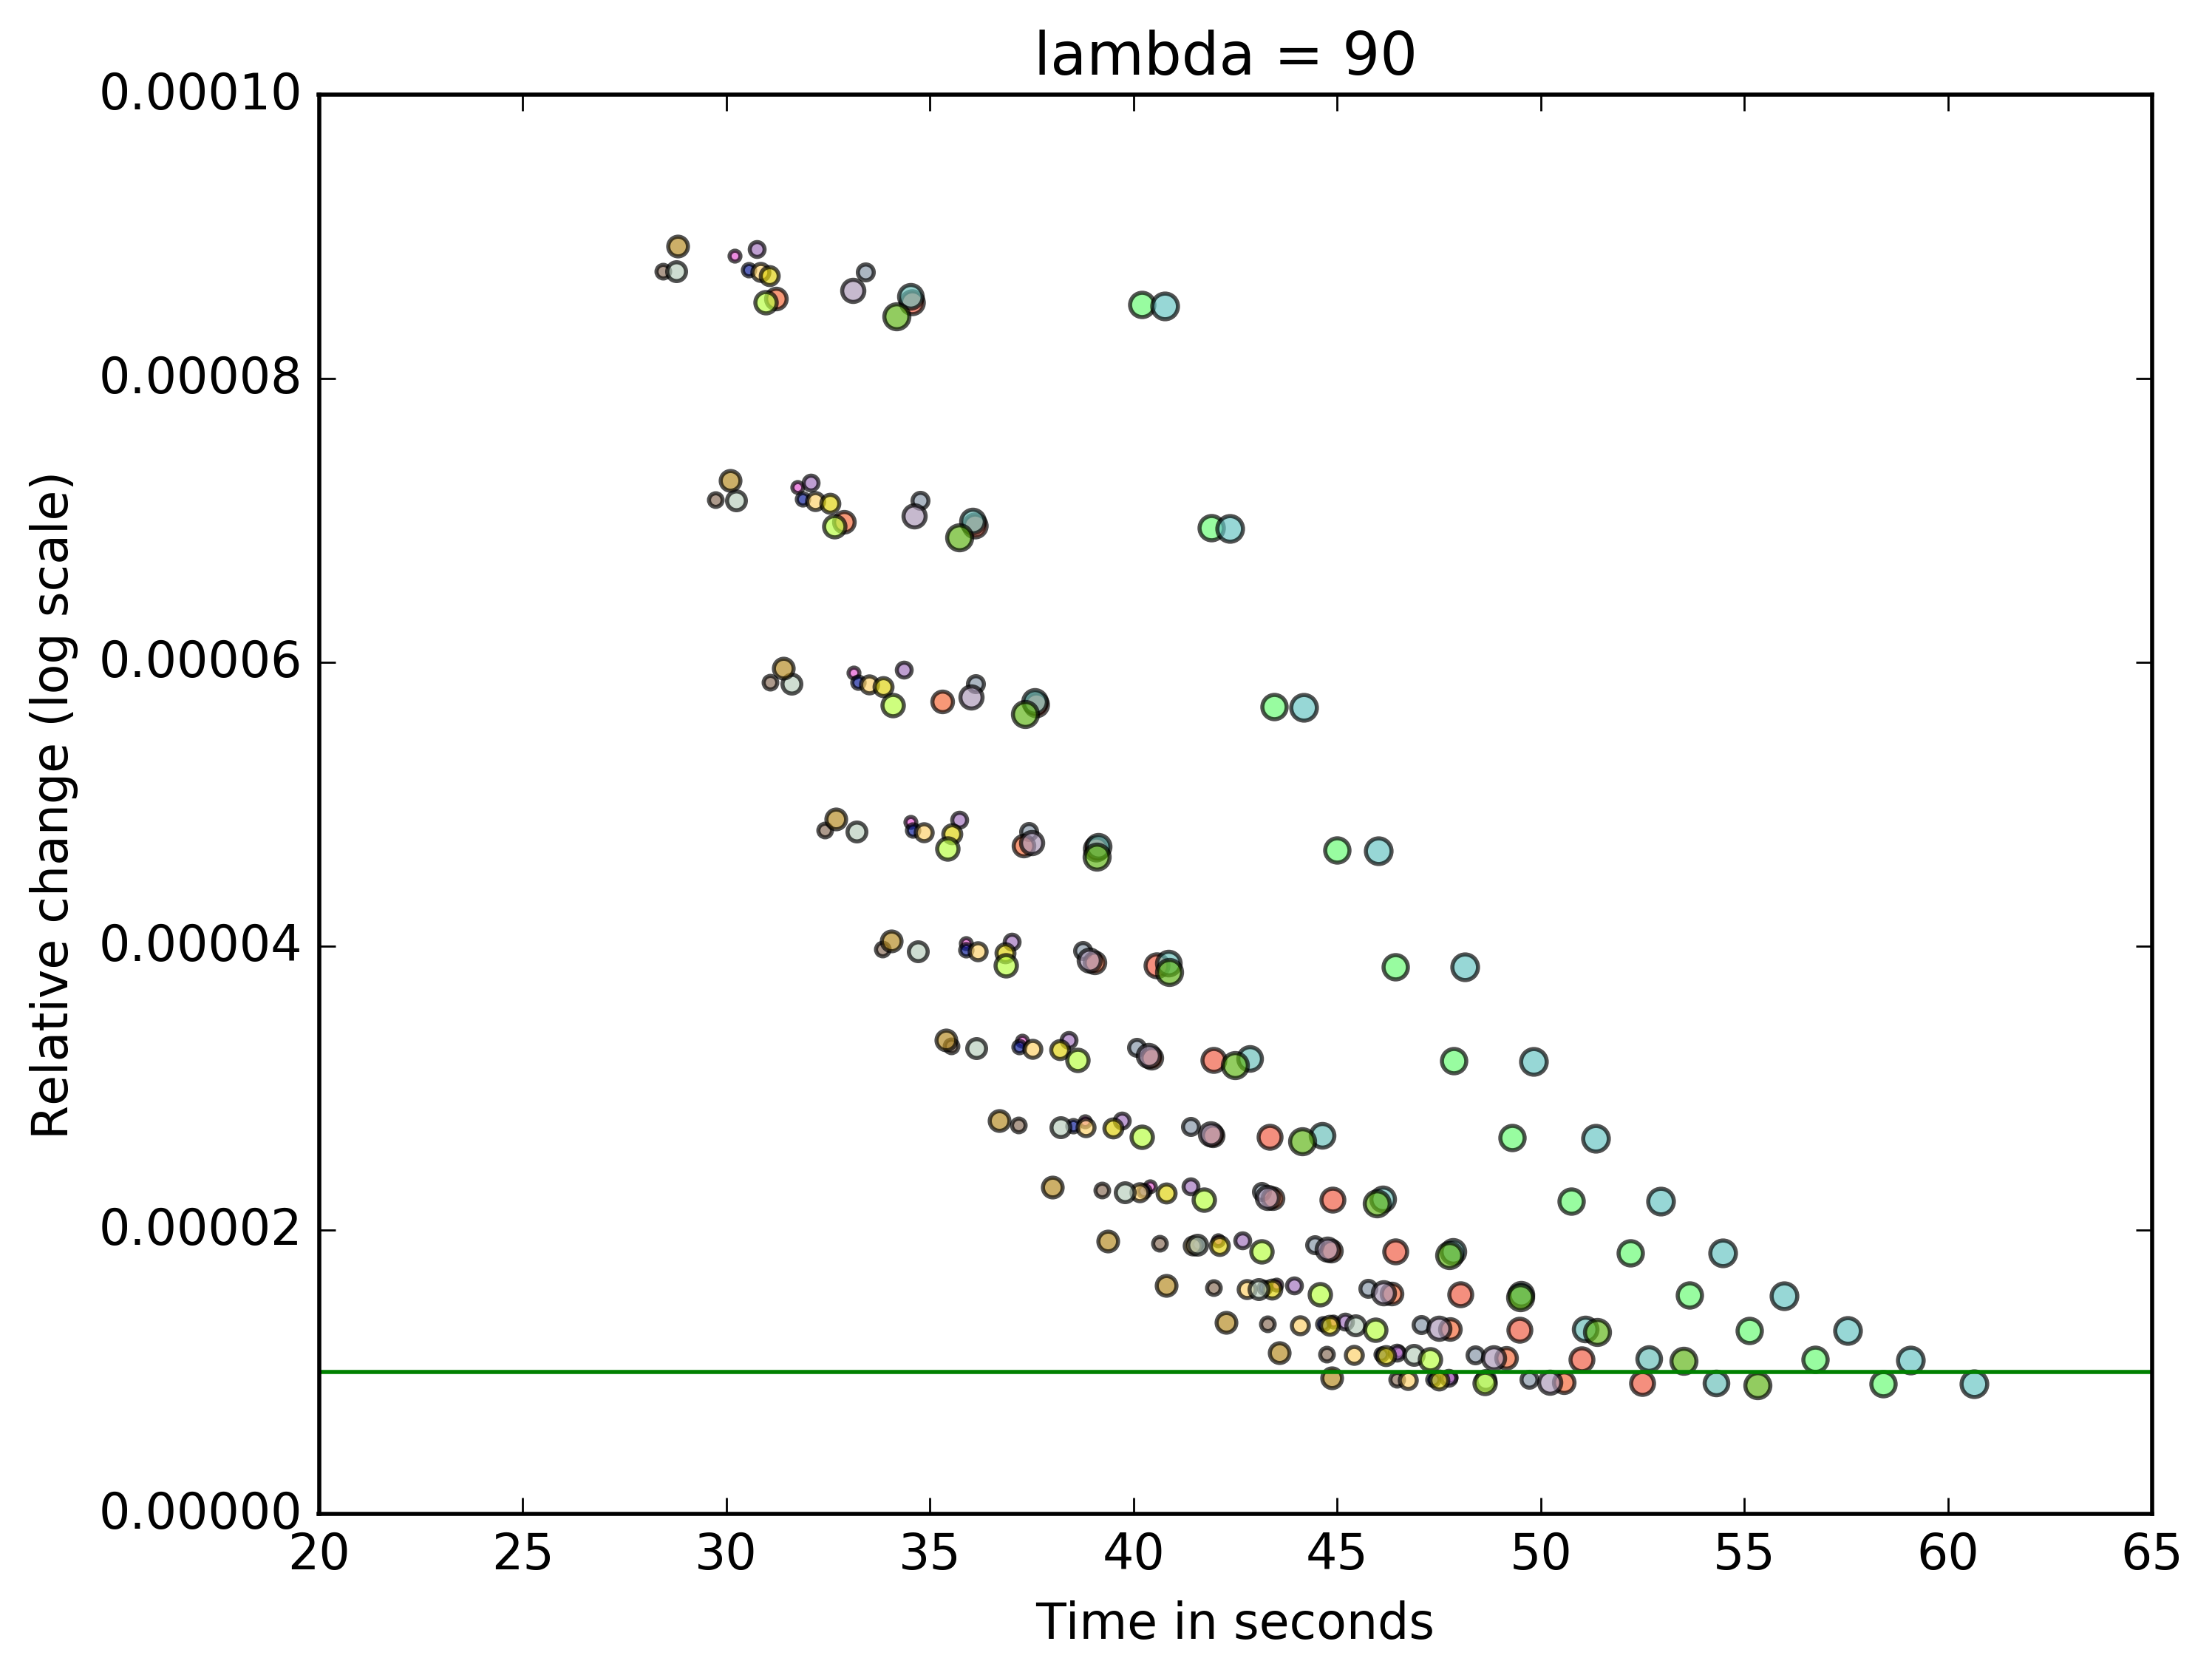 lambda = 90
0.00010
0.00008
0.00006
0.00004
0.00002
0.00000
Relative change (log scale)
20 25 30 35 40 45 50 55 60 65
Time in seconds